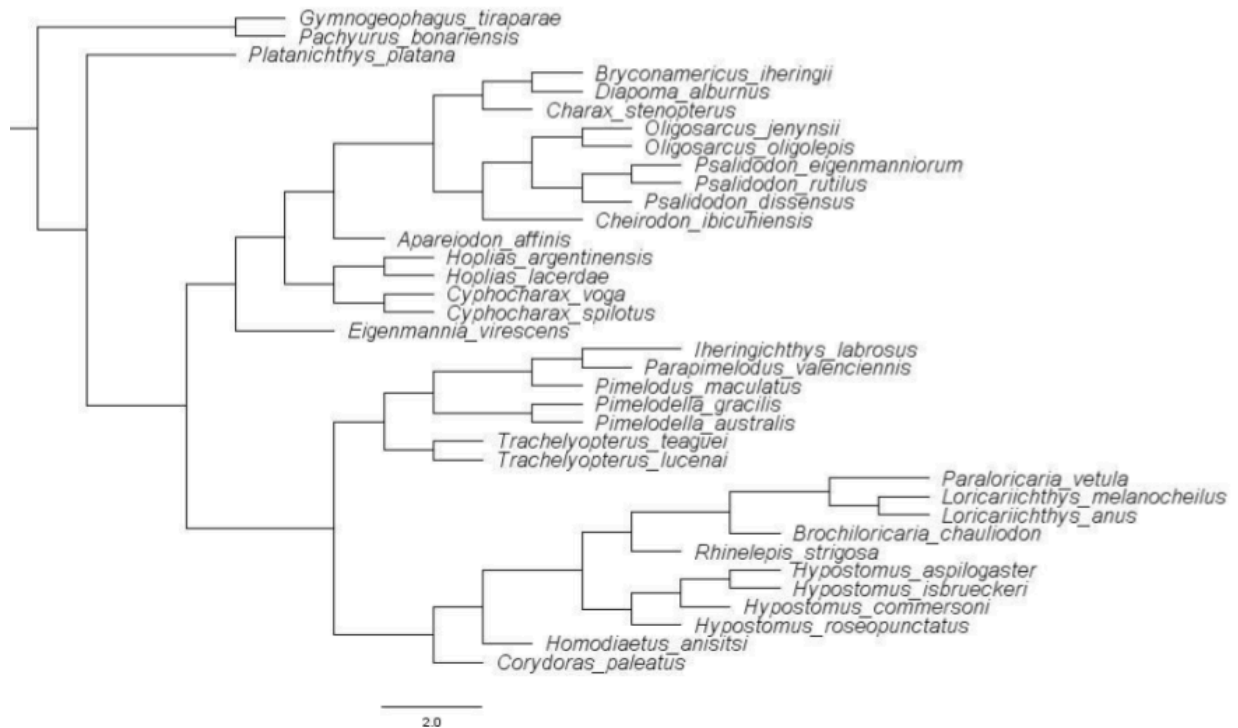 Gymnogeophagus_tiraparae
Pachyurus_bonariensis
Platanichthys_platana
Bryconamericus_iheringii
Diapoma_alburnus
Charax_stenopterus
Oligosarcus_jenynsii
Oligosarcus_oligolepis
Psalidodon_eigenmanniorum
Psalidodon_rutilus
Psalidodon_dissensus
Cheirodon_ibicuhiensis
Apareiodon_affinis
Hoplias_argentinensis
Hoplias_lacerdae
Cyphocharax_voga
Cyphocharax_spilotus
Eigenmannia_virescens
Iheringichthys_labrosus
Parapimelodus_valenciennis
Pimelodus_maculatus
Pimelodella_gracilis
Pimelodella_australis
Trachelyopterus_teaguei
Trachelyopterus_lucenai
Paraloricaria_vetula
Loricariichthys_melanocheilus
Loricariichthys_anus
Brochiloricaria_chauliodon
Rhinelepis_strigosa
Hypostomus_aspilogaster
Hypostomus_isbrueckeri
Hypostomus_commersoni
Hypostomus_roseopunctatus
Homodiaetus_anisitsi
Corydoras_paleatus
2.0